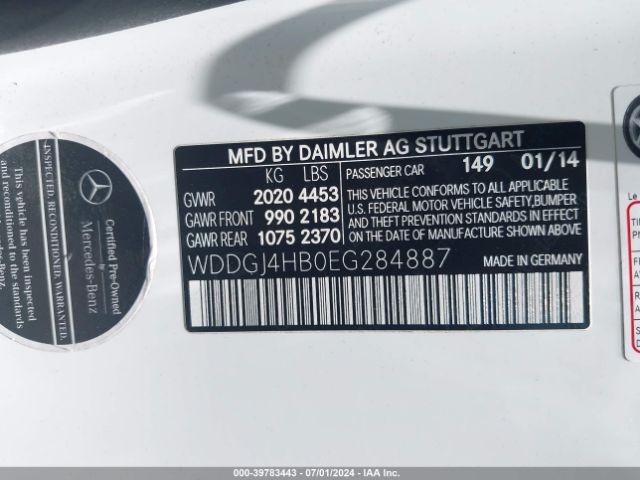 INSPECTED. RECONDITIONED. WARRANTED.
This vehicle has been inspected
and reconditioned
to the standards
Certified Pre-Owned
Mercedes-Benz
MFD BY DAIMLER AG STUTTGART
KG LBS
GVWR 2020 4453
GAWR FRONT 990 2183
GAWR REAR 1075 2370
PASSENGER CAR 149 01/14
THIS VEHICLE CONFORMS TO ALL APPLICABLE
U.S. FEDERAL MOTOR VEHICLE SAFETY,BUMPER
AND THEFT PREVENTION STANDARDS IN EFFECT
ON THE DATE OF MANUFACTURE SHOWN ABOVE
WDDGJ4HB0EG284887 MADE IN GERMANY
Le
000-39783443 - 07/01/2024 - IAA Inc.